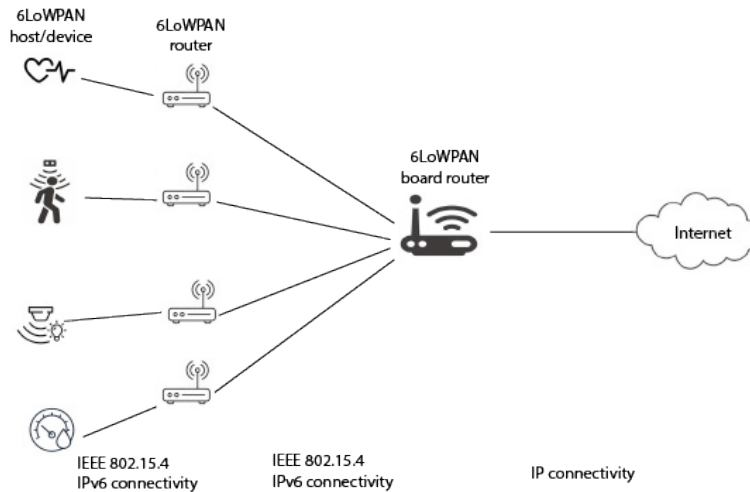 6LoWPAN
host/device
6LoWPAN
router
6LoWPAN
board router
Internet
IEEE 802.15.4
IPv6 connectivity
IEEE 802.15.4
IPv6 connectivity
IP connectivity